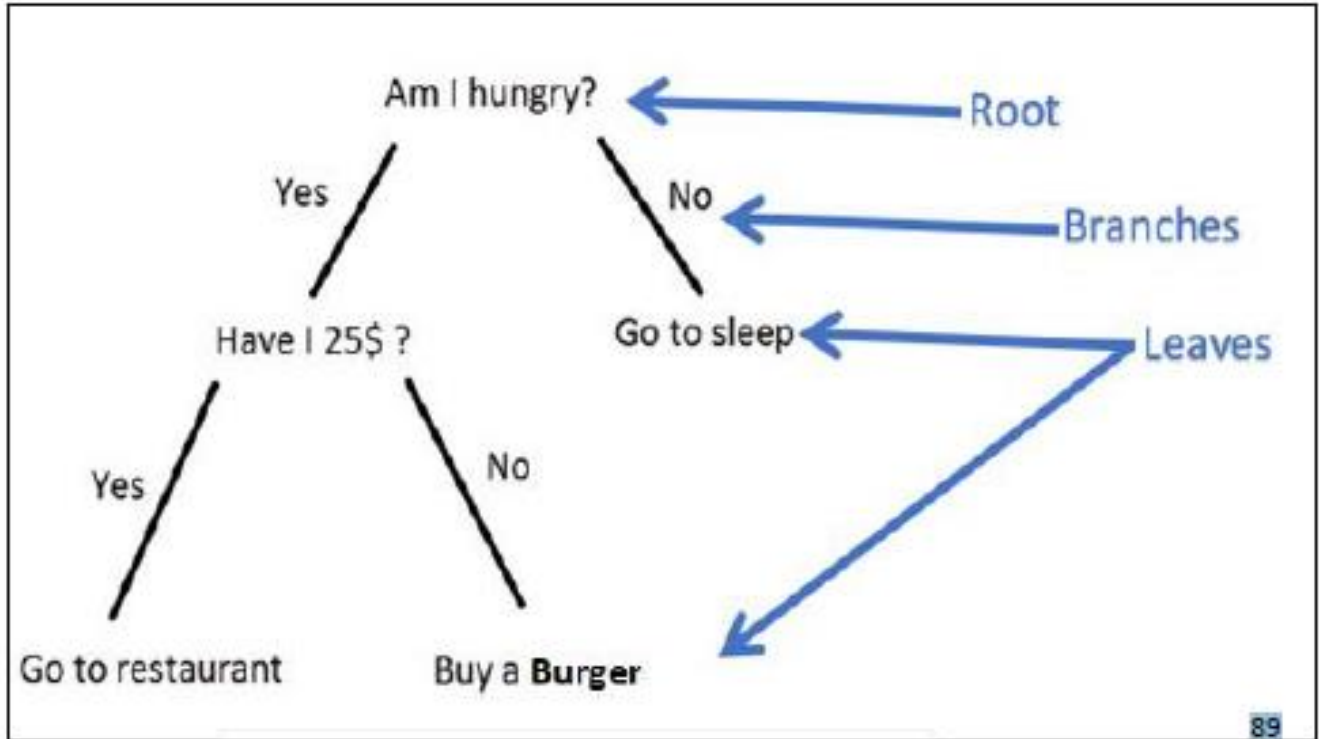 Am I hungry?
Root
Yes
No
Branches
Have I 25$ ?
Go to sleep
Leaves
Yes
No
Go to restaurant
Buy a Burger
89